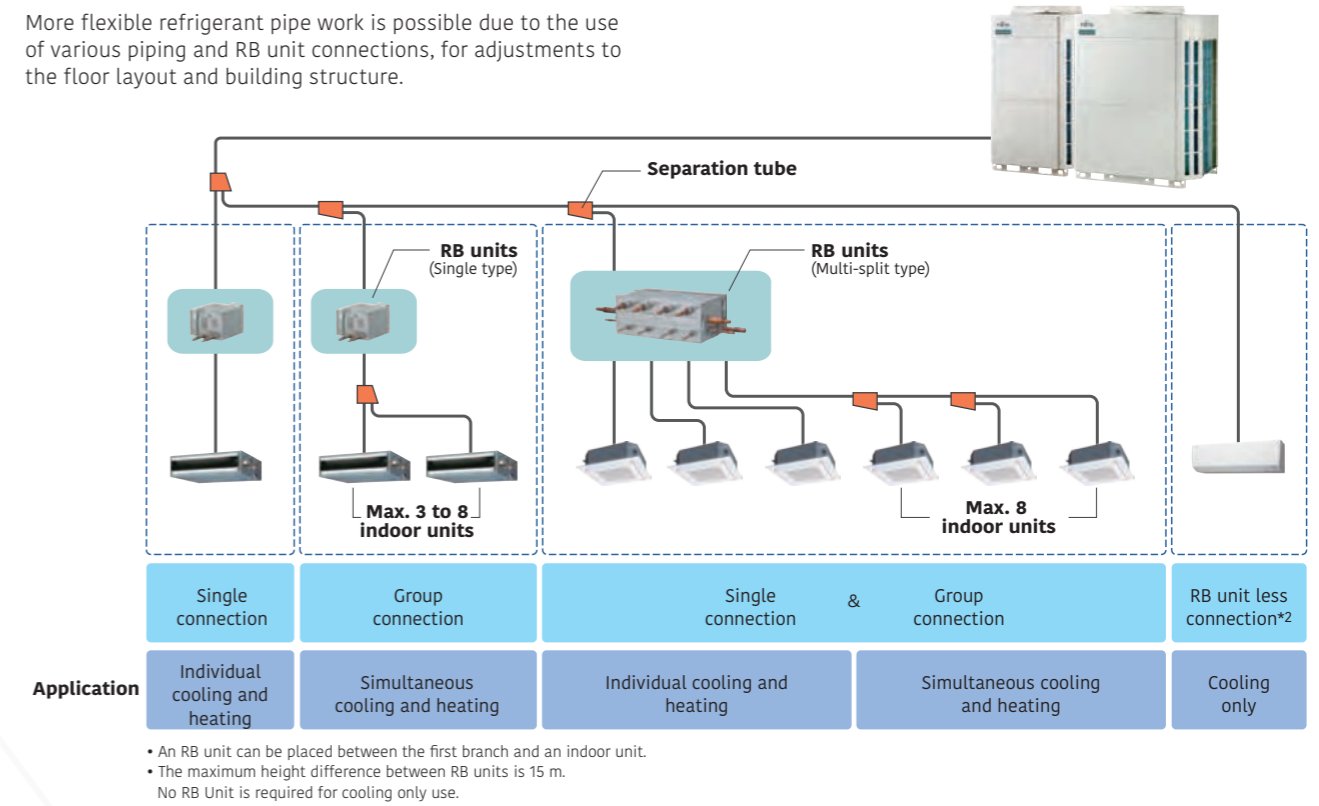 More flexible refrigerant pipe work is possible due to the use
of various piping and RB unit connections, for adjustments to
the floor layout and building structure.
Separation tube
RB units
(Single type)
RB units
(Multi-split type)
Max. 3 to 8
indoor units
Max. 8
indoor units
Single
connection
Group
connection
Single
connection
&
Group
connection
RB unit less
connection*2
Application
Individual
cooling and
heating
Simultaneous
cooling and heating
Individual cooling and
heating
Simultaneous cooling
and heating
Cooling
only
• An RB unit can be placed between the first branch and an indoor unit.
• The maximum height difference between RB units is 15 m.
No RB Unit is required for cooling only use.